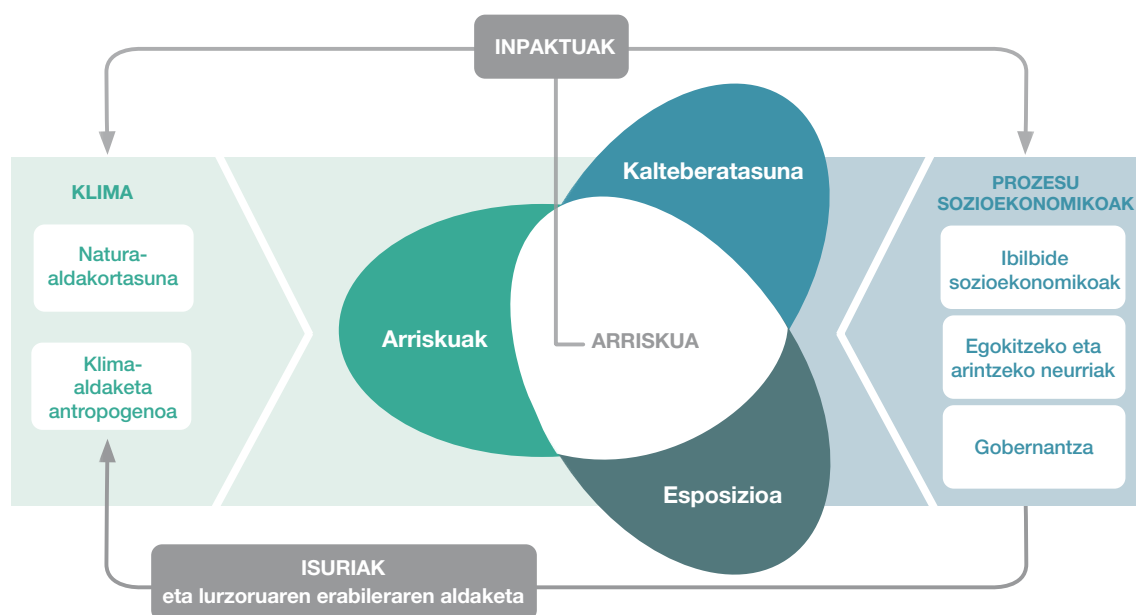 INPAKTUAK
KLIMA
Natura-
aldakortasuna
Klima-
aldaketa
antropogenoa
Arriskuak
Kalteberatasuna
ARRISKUA
Esposizioa
PROZESU
SOZIOEKONOMIKOAK
Ibilbide
sozioekonomikoak
Egokitzeko eta
arintzeko neurriak
Gobernantza
ISURIAK
eta lurzoruaren erabileraren aldaketa